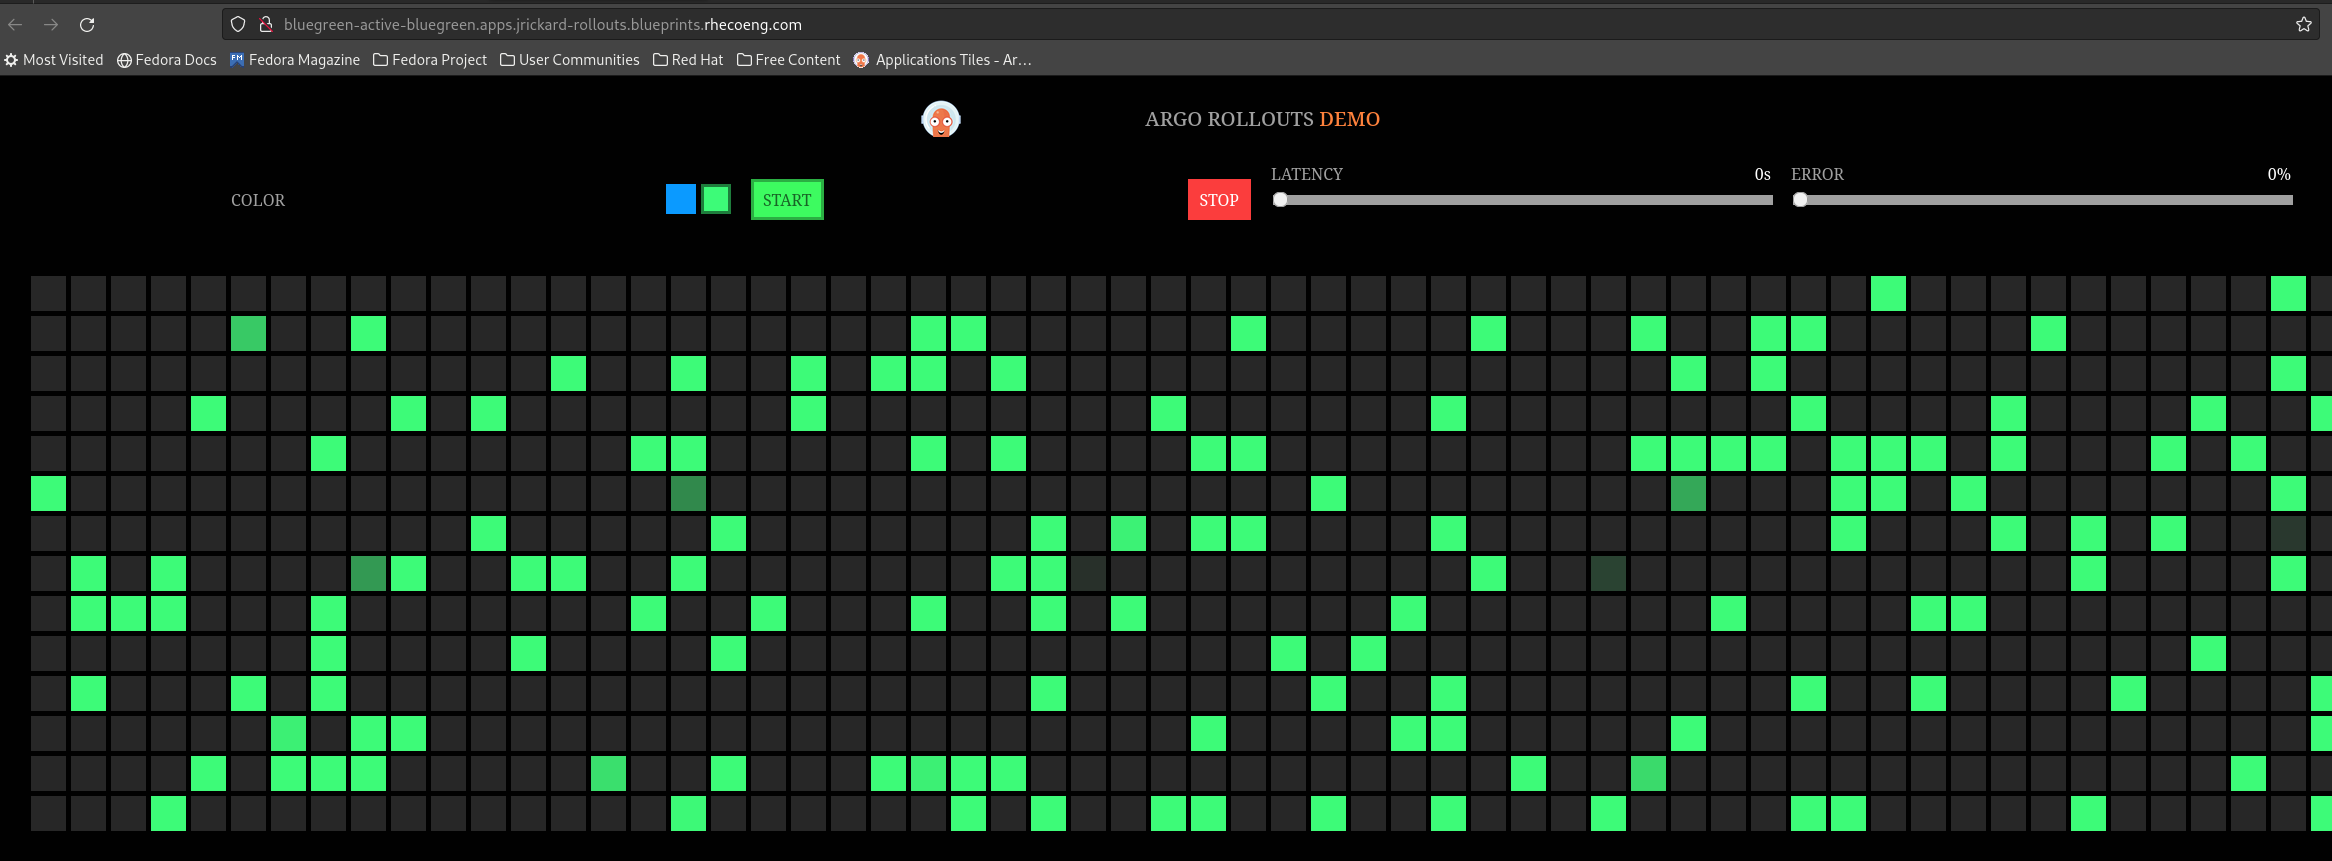 bluegreen-active-bluegreen.apps.jrickard-rollouts.blueprints.rhecoeng.com
Most Visited Fedora Docs FM Fedora Magazine Fedora Project User Communities Red Hat Free Content Applications Tiles - Ar…
ARGO ROLLOUTS DEMO
LATENCY 0s ERROR 0%
COLOR START STOP